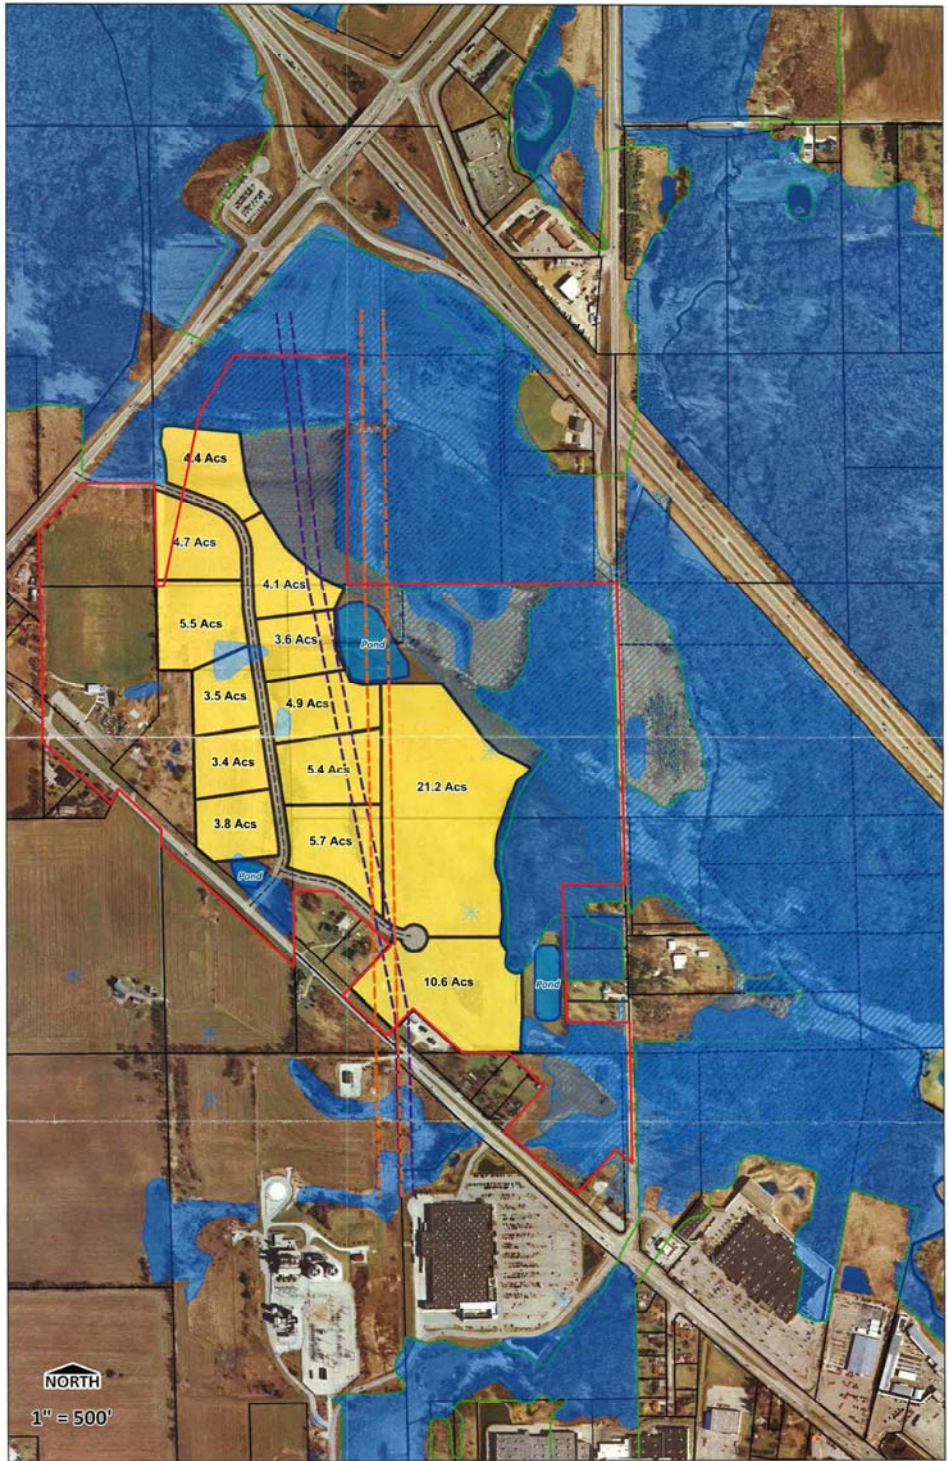 4.4 Acs
4.7 Acs
4.1 Acs
5.5 Acs
3.6 Acs
Pond
3.5 Acs
4.9 Acs
3.4 Acs
5.4 Acs
21.2 Acs
3.8 Acs
5.7 Acs
Pond
10.6 Acs
Pond
NORTH
1" = 500'